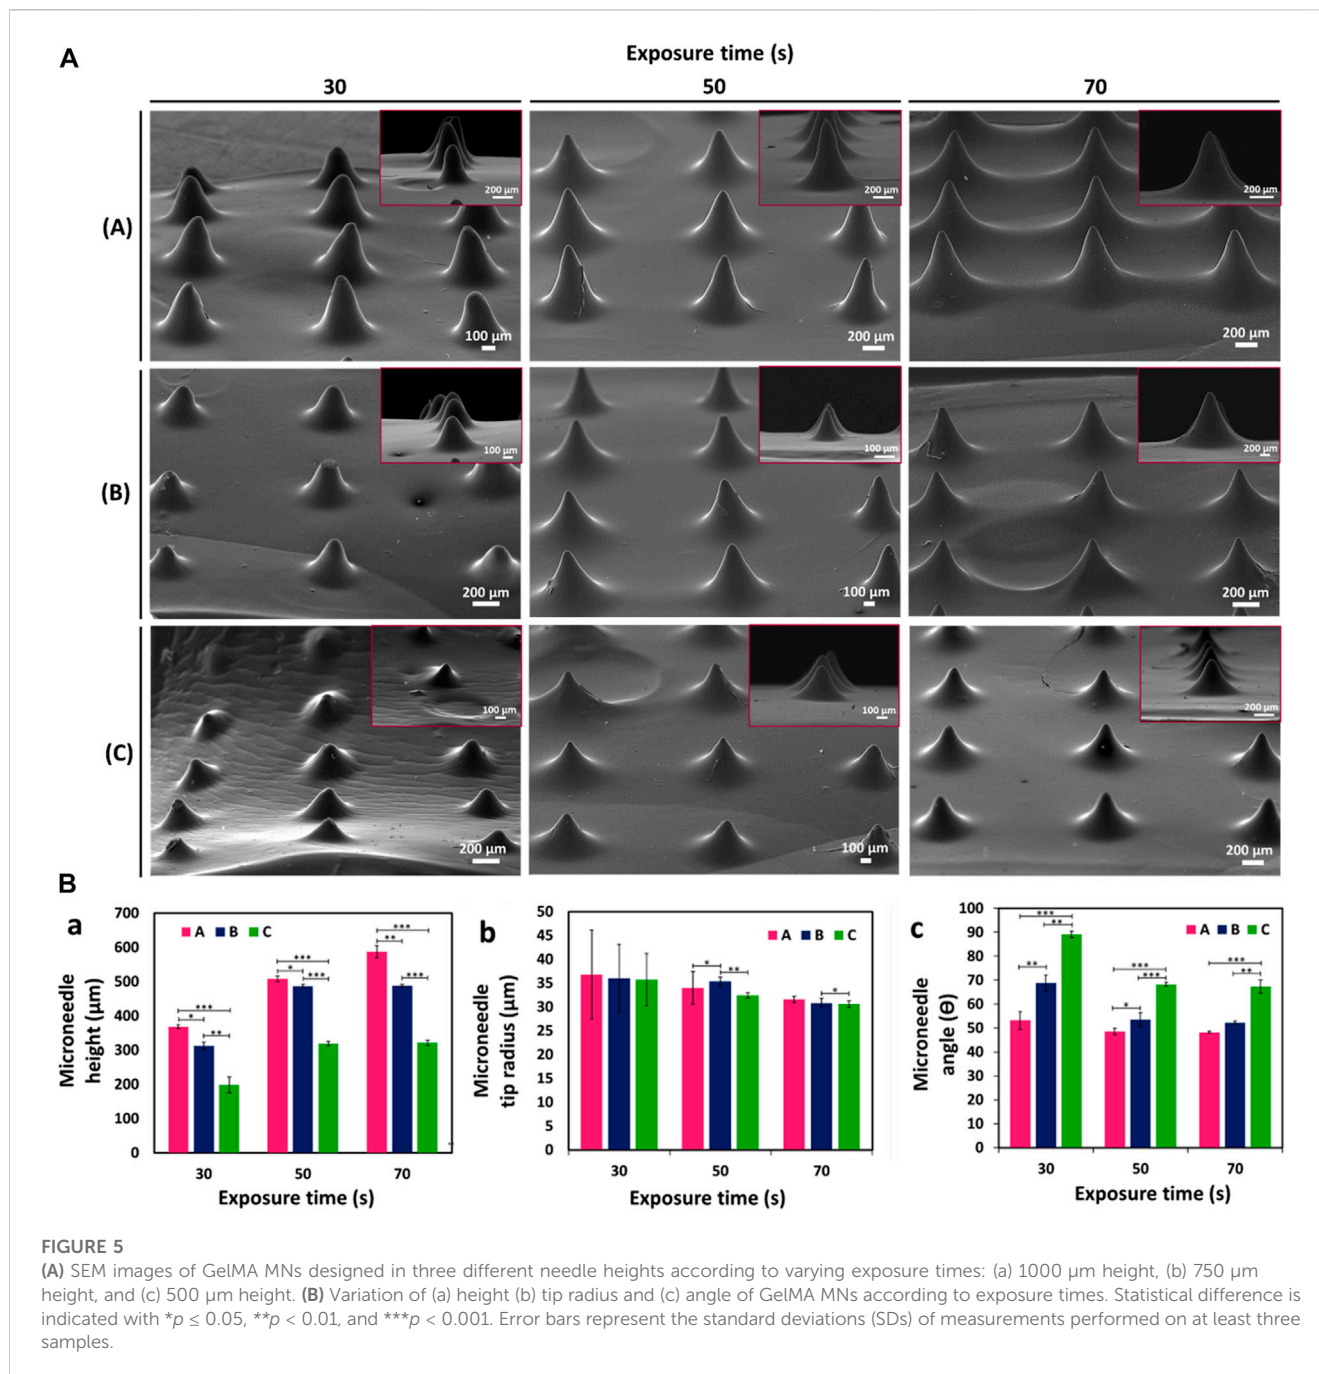 A
Exposure time (s)
30 50 70
(A)
200 µm
100 µm
200 µm
200 µm
200 µm
200 µm
(B)
100 µm
200 µm
100 µm
100 µm
200 µm
200 µm
(C)
100 µm
200 µm
100 µm
100 µm
200 µm
200 µm
B
a
Microneedle height (µm)
700
600
500
400
300
200
100
0
A B C
***
*
**
***
*
***
***
**
***
30 50 70
Exposure time (s)
b
Microneedle tip radius (µm)
50
45
40
35
30
25
20
15
10
5
0
A B C
*
**
*
30 50 70
Exposure time (s)
c
Microneedle angle (Θ)
100
90
80
70
60
50
40
30
20
10
0
A B C
***
**
**
***
***
*
***
**
30 50 70
Exposure time (s)
FIGURE 5
(A) SEM images of GelMA MNs designed in three different needle heights according to varying exposure times: (a) 1000 µm height, (b) 750 µm
height, and (c) 500 µm height. (B) Variation of (a) height (b) tip radius and (c) angle of GelMA MNs according to exposure times. Statistical difference is
indicated with *p ≤ 0.05, **p < 0.01, and ***p < 0.001. Error bars represent the standard deviations (SDs) of measurements performed on at least three
samples.